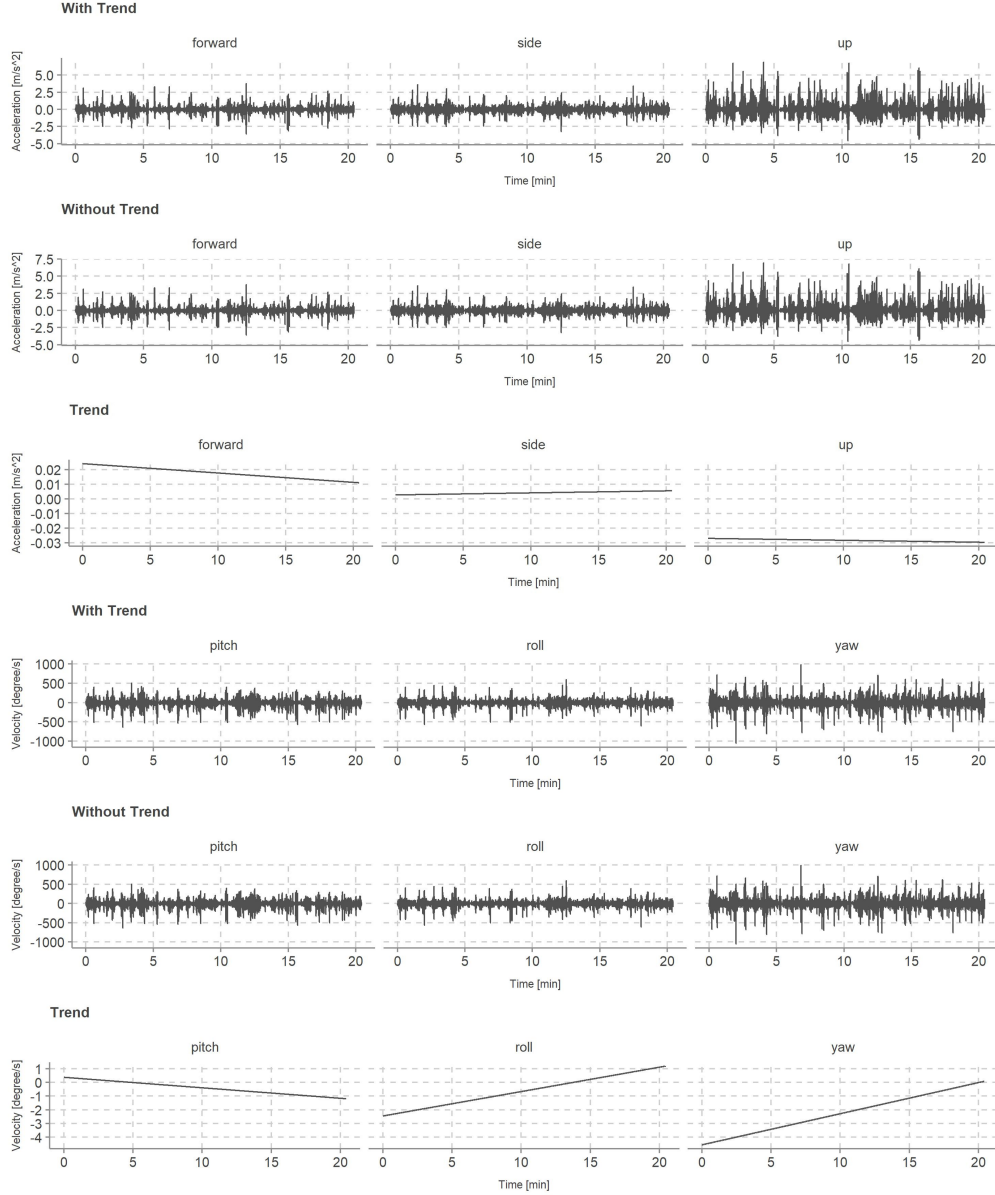 With Trend
forward side up
Acceleration [m/s^2]
5.0
2.5
0.0
-2.5
-5.0
0 5 10 15 20 0 5 10 15 20 0 5 10 15 20
Time [min]
Without Trend
forward side up
Acceleration [m/s^2]
7.5
5.0
2.5
0.0
-2.5
-5.0
0 5 10 15 20 0 5 10 15 20 0 5 10 15 20
Time [min]
Trend
forward side up
Acceleration [m/s^2]
0.02
0.01
0.00
-0.01
-0.02
-0.03
0 5 10 15 20 0 5 10 15 20 0 5 10 15 20
Time [min]
With Trend
pitch roll yaw
Velocity [degree/s]
1000
500
0
-500
-1000
0 5 10 15 20 0 5 10 15 20 0 5 10 15 20
Time [min]
Without Trend
pitch roll yaw
Velocity [degree/s]
1000
500
0
-500
-1000
0 5 10 15 20 0 5 10 15 20 0 5 10 15 20
Time [min]
Trend
pitch roll yaw
Velocity [degree/s]
1
0
-1
-2
-3
-4
0 5 10 15 20 0 5 10 15 20 0 5 10 15 20
Time [min]